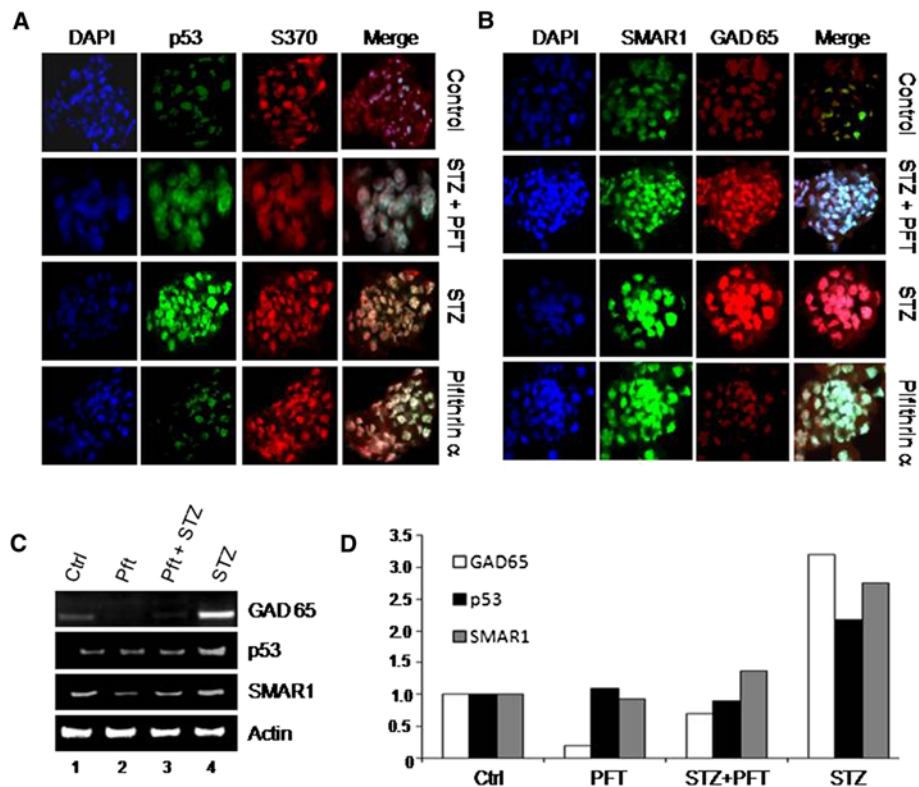 A
DAPI p53 S370 Merge
Control
STZ + PFT
STZ
Pifithrin α
B
DAPI SMAR1 GAD 65 Merge
Control
STZ + PFT
STZ
Pifithrin α
C
Ctrl Pft Pft + STZ STZ
GAD 65
p53
SMAR1
Actin
1 2 3 4
D
3.5
3.0
2.5
2.0
1.5
1.0
0.5
0
GAD65
p53
SMAR1
Ctrl PFT STZ+PFT STZ